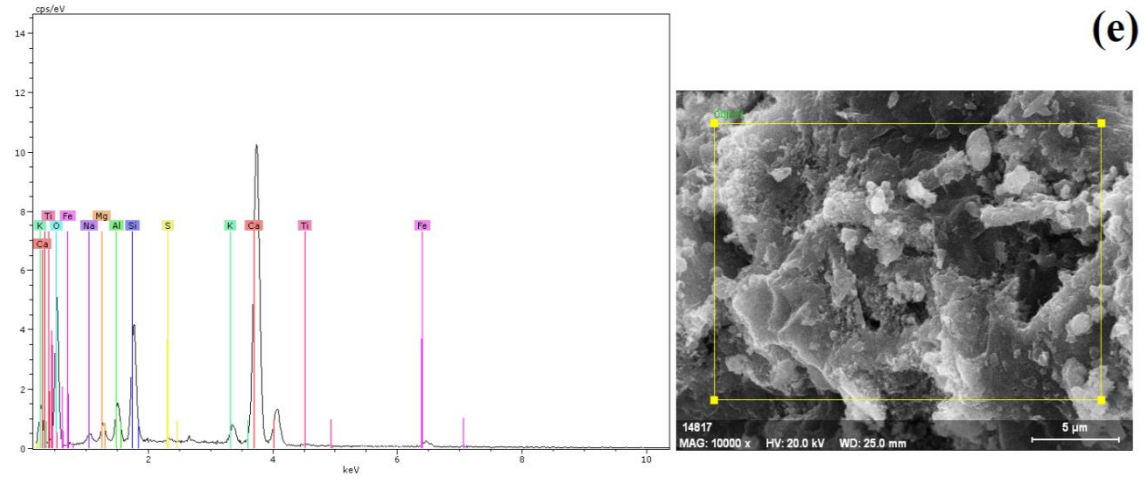 cps/eV
(e)
14
12
10
8
6
4
2
0
Ti Fe Mg
K O Na Al Si S K Ca Ti Fe
Ca
2 4 6 8 10
keV
14817
MAG: 10000 x HV: 20.0 kV WD: 25.0 mm
5 µm